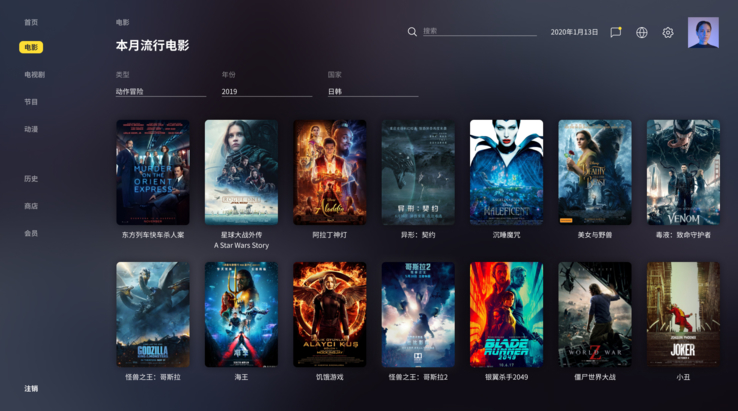 首页
电影
电视剧
节目
动漫
历史
商店
会员
注销
电影
本月流行电影
搜索
2020年1月13日
类型
年份
国家
动作冒险
2019
日韩
MURDER
ON THE
ORIENT
EXPRESS
Aladdin
异形：契约
MALEFICENT
BEAUTY
VENOM
东方列车快车杀人案
星球大战外传
A Star Wars Story
阿拉丁神灯
异形：契约
沉睡魔咒
美女与野兽
毒液：致命守护者
GODZILLA
海王
ALAYCI KUŞ
哥斯拉2
BLADE
RUNNER
2049
WORLD WAR
Z
JOKER
怪兽之王：哥斯拉
海王
饥饿游戏
怪兽之王：哥斯拉2
银翼杀手2049
僵尸世界大战
小丑